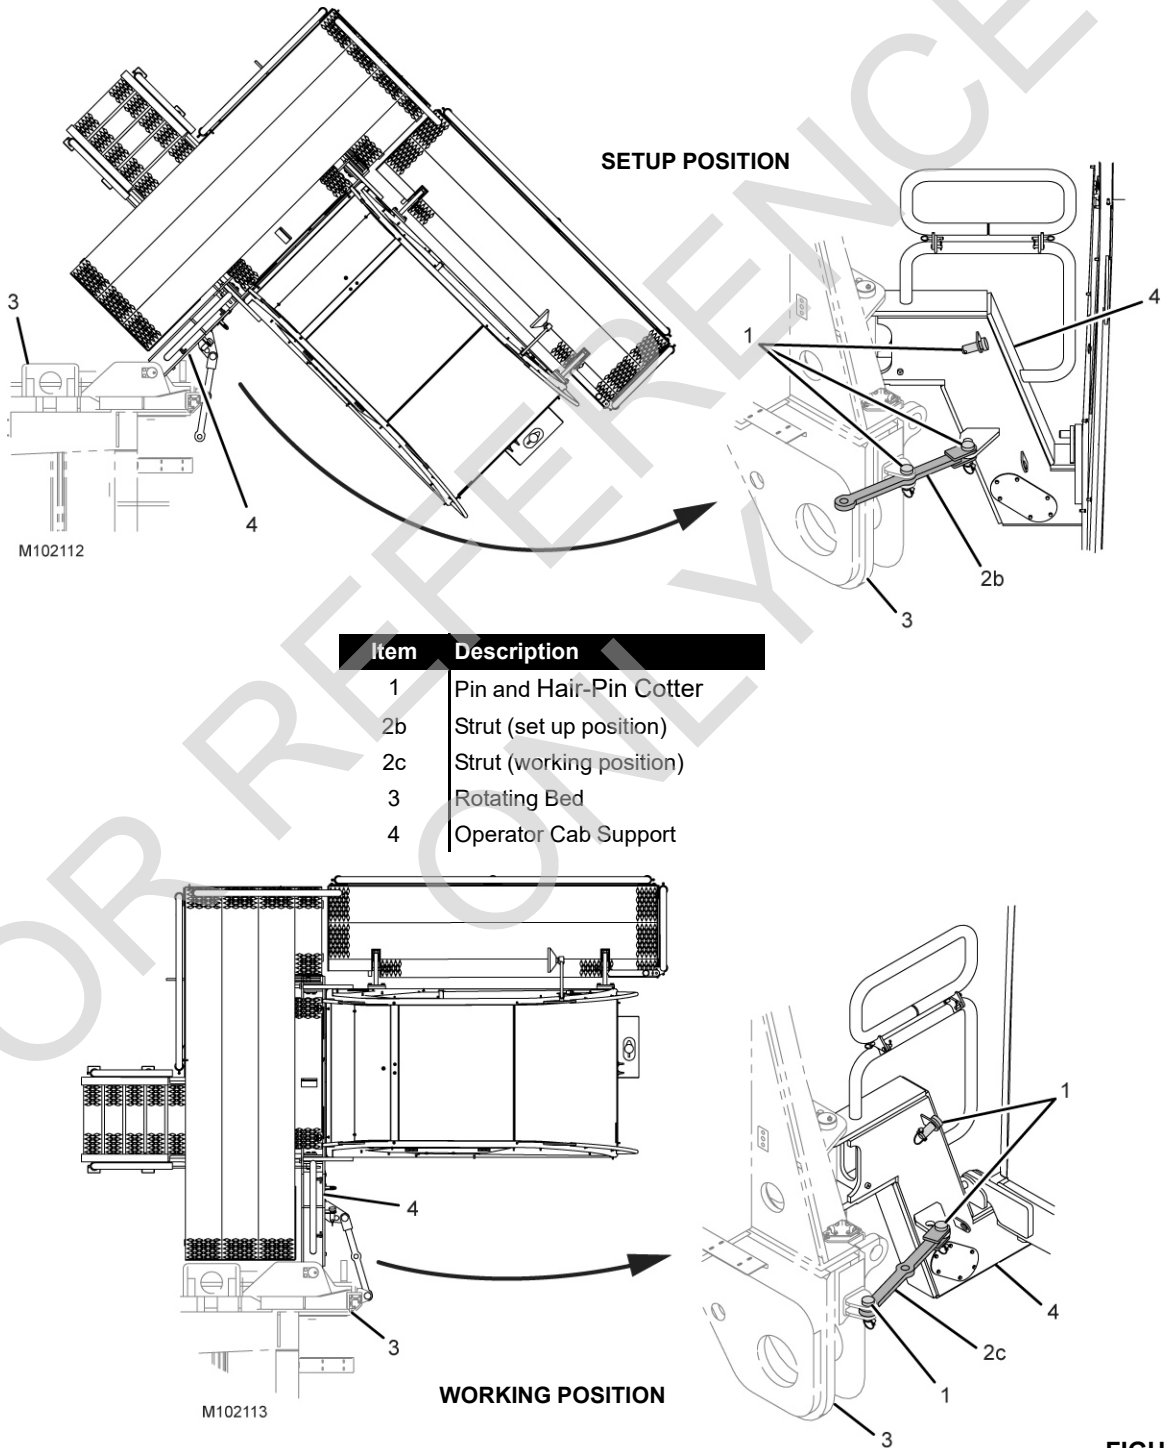 SETUP POSITION
3
4
1
4
4
2b
3
M102112
Item Description
1 Pin and Hair-Pin Cotter
2b Strut (set up position)
2c Strut (working position)
3 Rotating Bed
4 Operator Cab Support
1
4
4
3
2c
1
3
WORKING POSITION
M102113
OR REFERENCE
ONLY